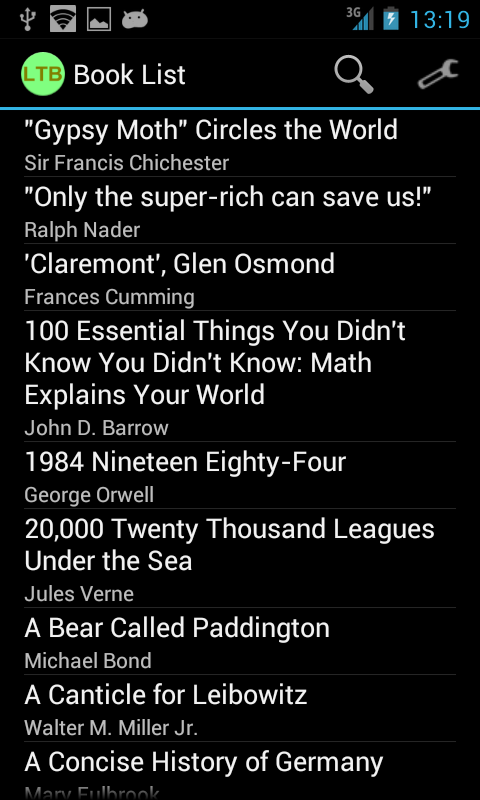 3G 13:19
LTB Book List
"Gypsy Moth" Circles the World
Sir Francis Chichester
"Only the super-rich can save us!"
Ralph Nader
'Claremont', Glen Osmond
Frances Cumming
100 Essential Things You Didn't
Know You Didn't Know: Math
Explains Your World
John D. Barrow
1984 Nineteen Eighty-Four
George Orwell
20,000 Twenty Thousand Leagues
Under the Sea
Jules Verne
A Bear Called Paddington
Michael Bond
A Canticle for Leibowitz
Walter M. Miller Jr.
A Concise History of Germany
Mary Fulbrook